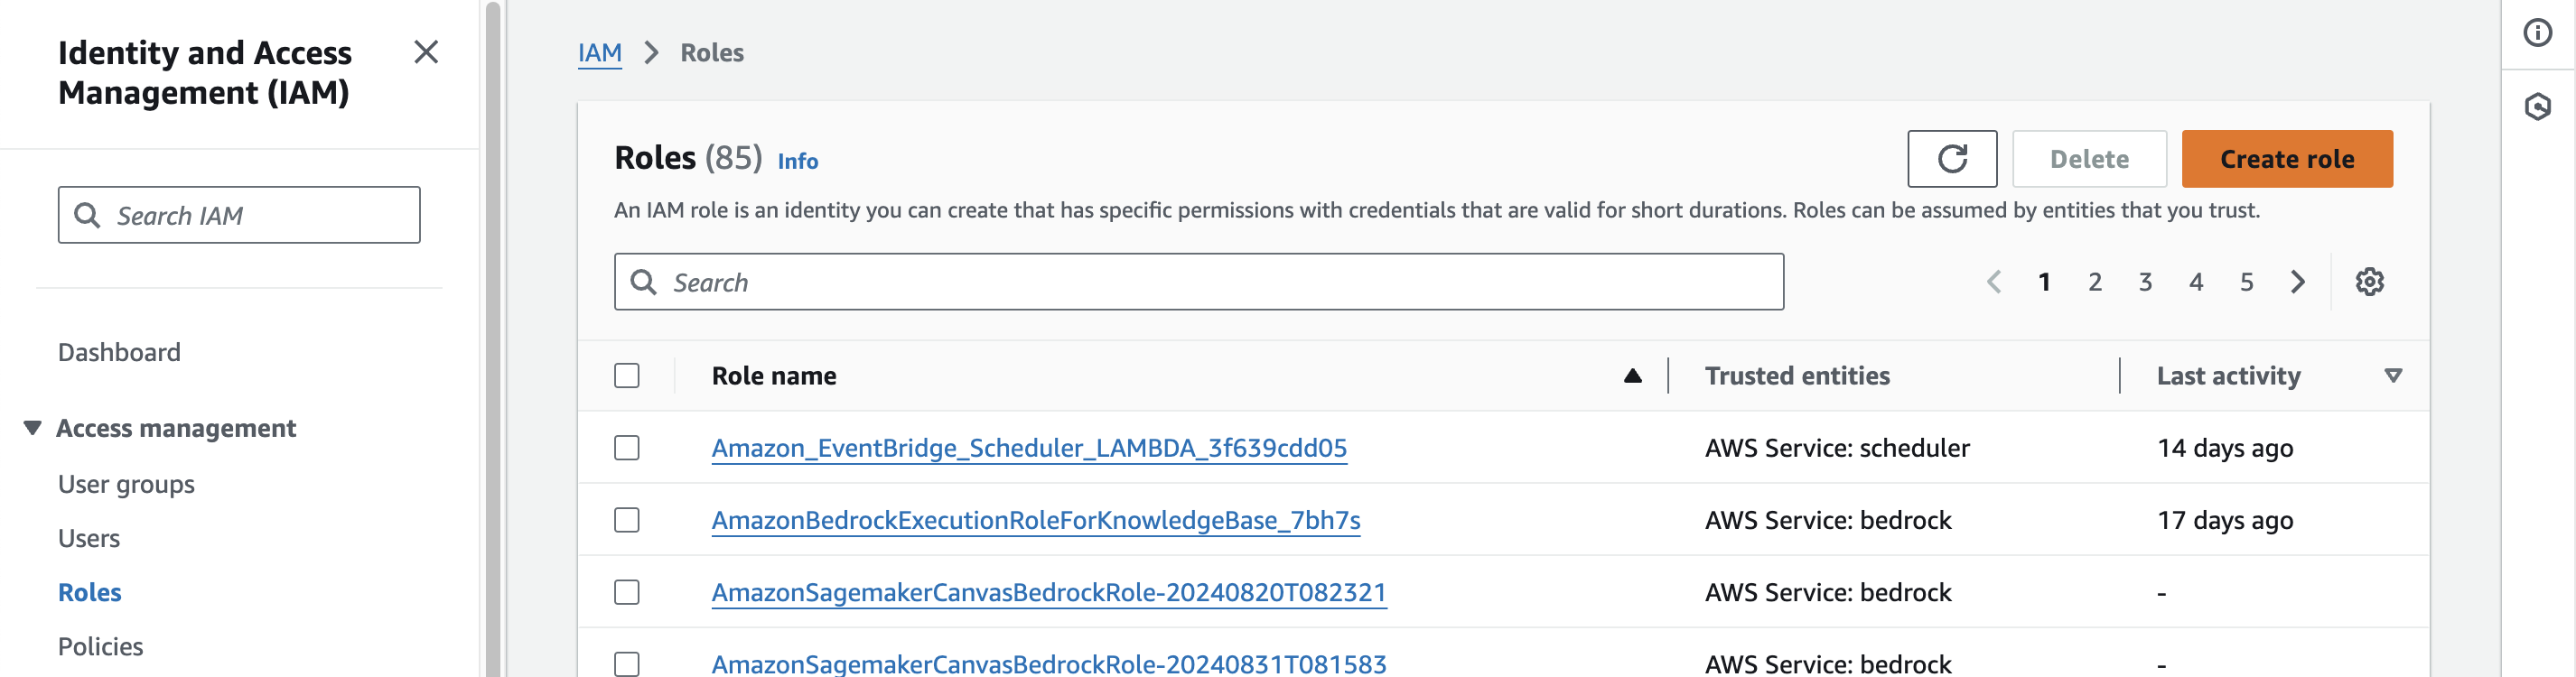 Identity and Access
Management (IAM)
Search IAM
Dashboard
Access management
User groups
Users
Roles
Policies
IAM > Roles
Roles (85) Info
Delete
Create role
An IAM role is an identity you can create that has specific permissions with credentials that are valid for short durations. Roles can be assumed by entities that you trust.
Search
1 2 3 4 5
Role name Trusted entities Last activity
Amazon_EventBridge_Scheduler_LAMBDA_3f639cdd05 AWS Service: scheduler 14 days ago
AmazonBedrockExecutionRoleForKnowledgeBase_7bh7s AWS Service: bedrock 17 days ago
AmazonSagemakerCanvasBedrockRole-20240820T082321 AWS Service: bedrock -
AmazonSagemakerCanvasBedrockRole-20240831T081583 AWS Service: bedrock -